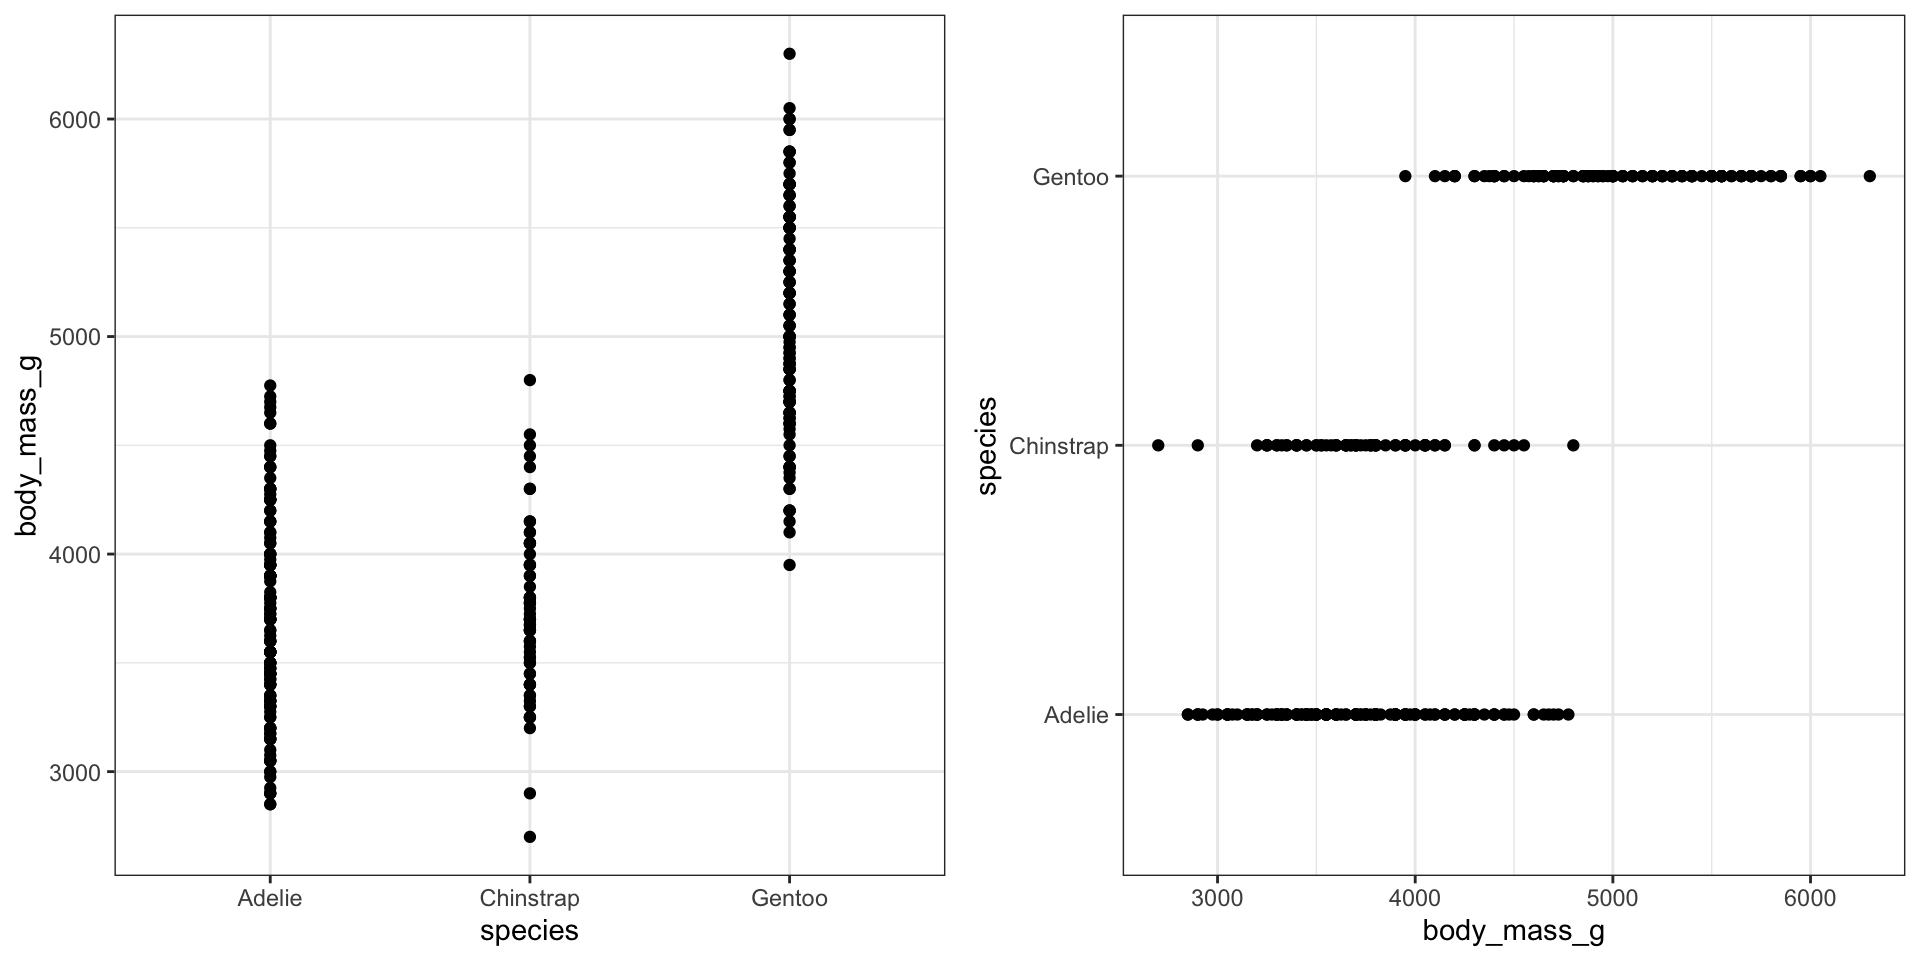 body_mass_g
6000
5000
4000
3000
Adelie Chinstrap Gentoo
species
species
Gentoo
Chinstrap
Adelie
3000 4000 5000 6000
body_mass_g